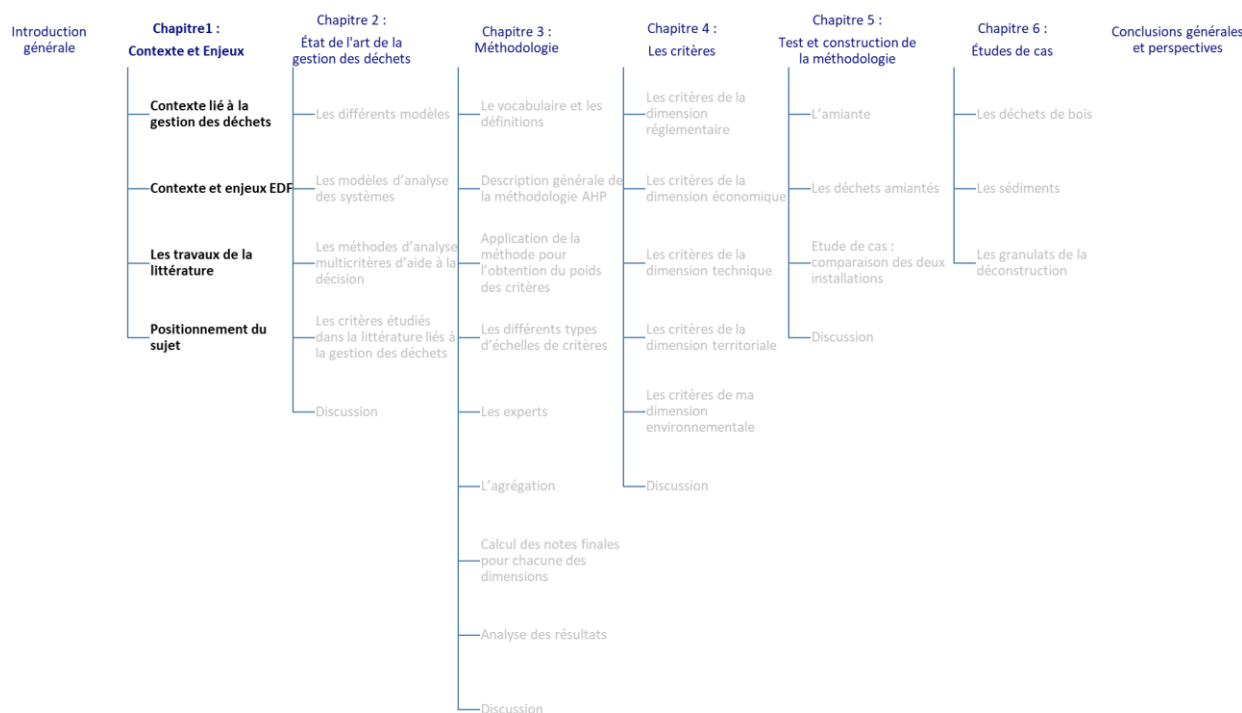 Introduction
générale
Chapitre1 :
Contexte et Enjeux
Contexte lié à la
gestion des déchets
Contexte et enjeux EDF
Les travaux de la
littérature
Positionnement du
sujet
Chapitre 2 :
État de l'art de la
gestion des déchets
Les différents modèles
Les modèles d'analyse
des systèmes
Les méthodes d'analyse
multicritères d'aide à la
décision
Les critères étudiés
dans la littérature liés à
la gestion des déchets
Discussion
Chapitre 3 :
Méthodologie
Le vocabulaire et les
définitions
Description générale de
la méthodologie AHP
Application de la
méthode pour
l'obtention du poids
des critères
Les différents types
d'échelles de critères
Les experts
L'agrégation
Calcul des notes finales
pour chacune des
dimensions
Analyse des résultats
Discussion
Chapitre 4 :
Les critères
Les critères de la
dimension
réglementaire
Les critères de la
dimension économique
Les critères de la
dimension technique
Les critères de la
dimension territoriale
Les critères de ma
dimension
environnementale
Discussion
Chapitre 5 :
Test et construction de
la méthodologie
L'amiante
Les déchets amiantés
Etude de cas :
comparaison des deux
installations
Discussion
Chapitre 6 :
Études de cas
Les déchets de bois
Les sédiments
Les granulats de la
déconstruction
Conclusions générales
et perspectives